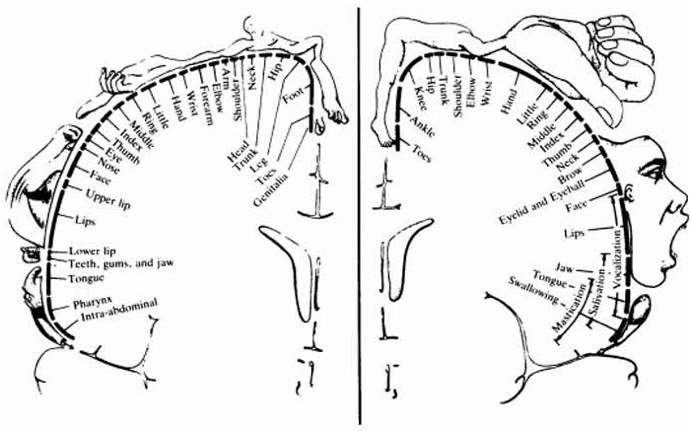 Intra-abdominal
Pharynx
Tongue
Teeth, gums, and jaw
Lower lip
Lips
Upper lip
Face
Nose
Eye
Thumb
Index
Middle
Ring
Little
Hand
Wrist
Forearm
Elbow
Arm
Shoulder
Head
Neck
Trunk
Hip
Leg
Foot
Toes
Genitalia
Toes
Ankle
Knee
Hip
Trunk
Shoulder
Elbow
Wrist
Hand
Little
Ring
Middle
Index
Thumb
Neck
Brow
Eyelid and Eyeball
Face
Lips
Jaw
Tongue
Swallowing
Mastication
Salivation
Vocalization